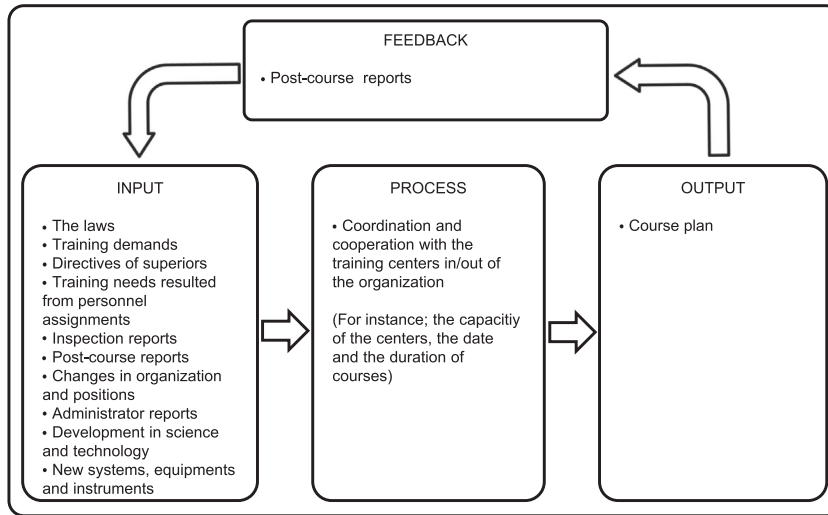 FEEDBACK
• Post-course reports
INPUT
• The laws
• Training demands
• Directives of superiors
• Training needs resulted
from personnel
assignments
• Inspection reports
• Post-course reports
• Changes in organization
and positions
• Administrator reports
• Development in science
and technology
• New systems, equipments
and instruments
PROCESS
• Coordination and
cooperation with the
training centers in/out of
the organization
(For instance; the capacitiy
of the centers, the date
and the duration of
courses)
OUTPUT
• Course plan